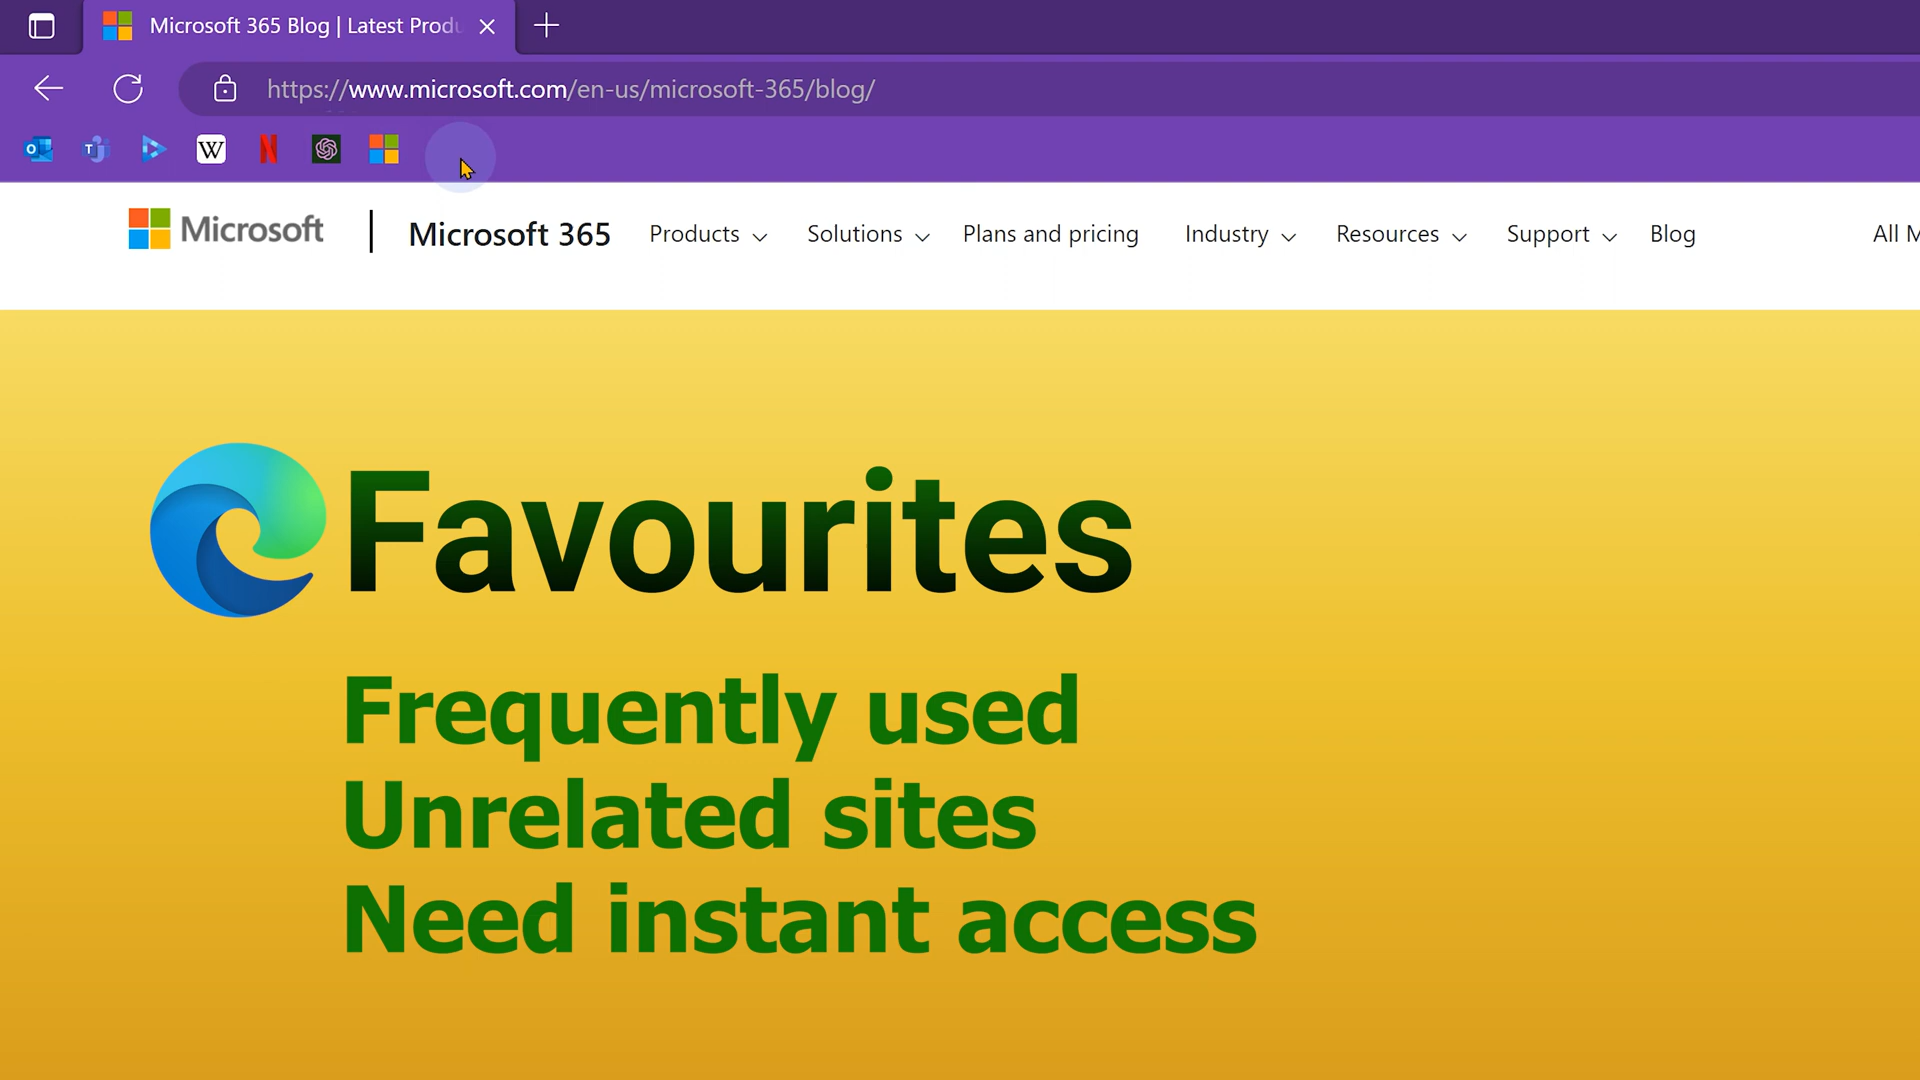 Microsoft 365 Blog | Latest Produ
https://www.microsoft.com/en-us/microsoft-365/blog/
Microsoft
Microsoft 365 Products Solutions Plans and pricing Industry Resources Support Blog All M
Favourites
Frequently used
Unrelated sites
Need instant access